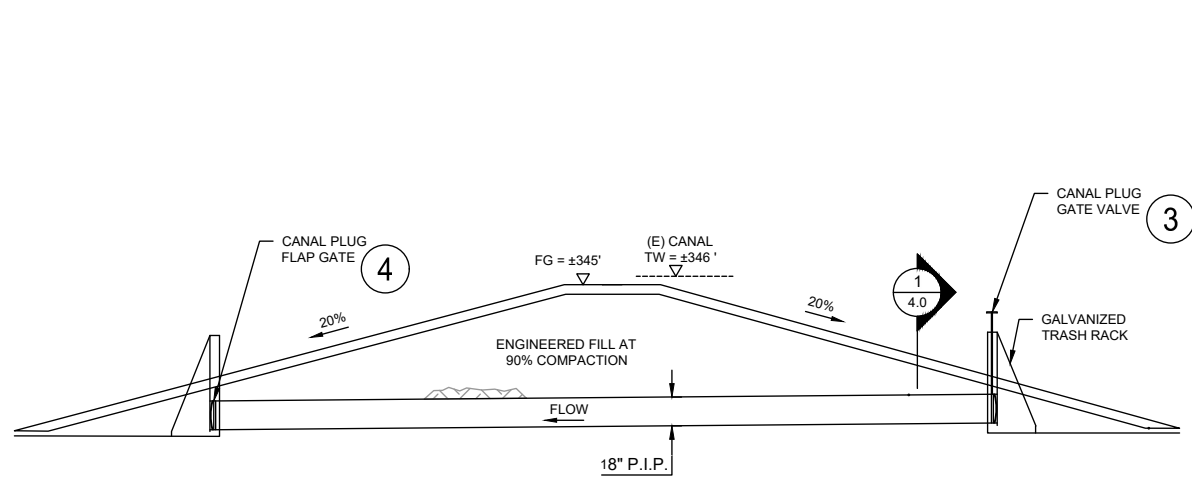 CANAL PLUG
GATE VALVE
3
CANAL PLUG
FLAP GATE
4
FG = ±345'
(E) CANAL
TW = ±346 '
1
4.0
20%
20%
GALVANIZED
TRASH RACK
ENGINEERED FILL AT
90% COMPACTION
FLOW
18" P.I.P.